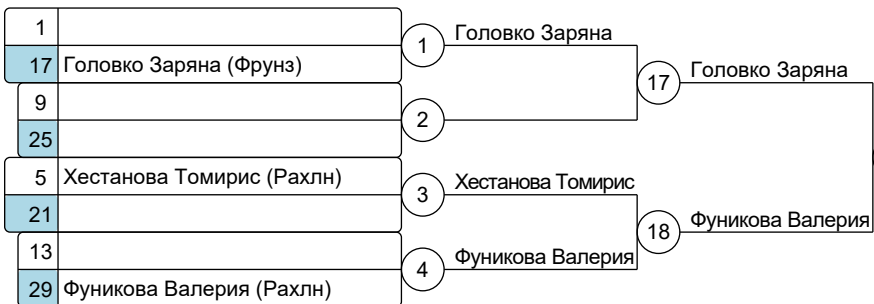 1
17 Головко Заряна (Фрунз)
9
25
5 Хестанова Томирис (Рахлн)
21
13
29 Фуникова Валерия (Рахлн)
1 Головко Заряна
2
3 Хестанова Томирис
4 Фуникова Валерия
17 Головко Заряна
18 Фуникова Валерия